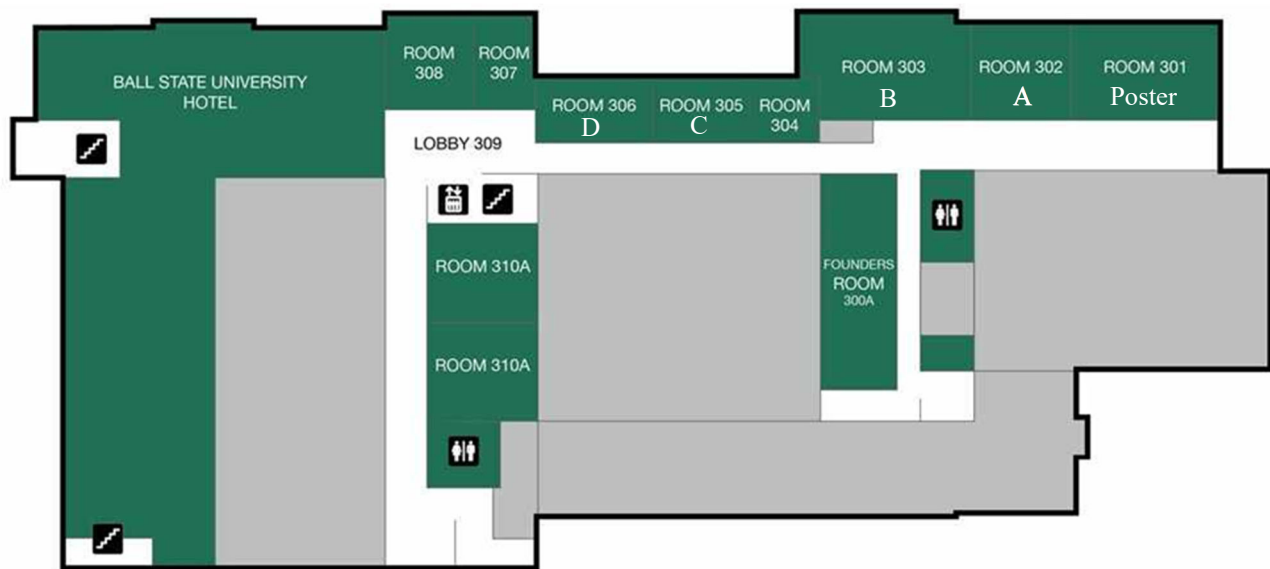 BALL STATE UNIVERSITY
HOTEL
ROOM
308
ROOM
307
ROOM 306
D
ROOM 305
C
ROOM
304
ROOM 303
B
ROOM 302
A
ROOM 301
Poster
LOBBY 309
ROOM 310A
ROOM 310A
FOUNDERS
ROOM
300A